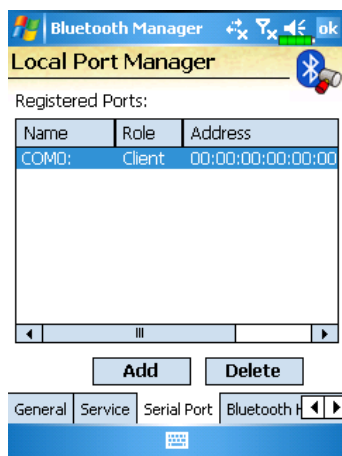 Bluetooth Manager ok
Local Port Manager
Registered Ports:
Name Role Address
COM0: Client 00:00:00:00:00:00
Add Delete
General Service Serial Port Bluetooth